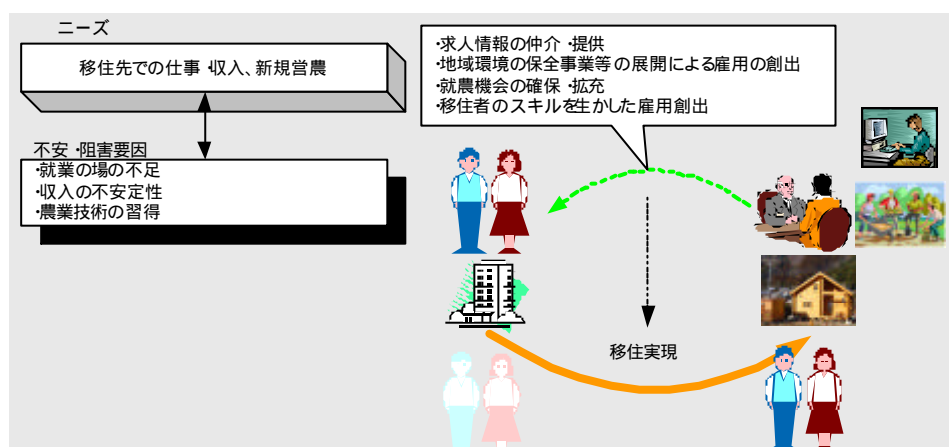 ニーズ
移住先での仕事・収入、新規営農
不安・阻害要因
・就業の場の不足
・収入の不安定性
・農業技術の習得
・求人情報の仲介・提供
・地域環境の保全事業等の展開による雇用の創出
・就農機会の確保・拡充
・移住者のスキルを生かした雇用創出
移住実現